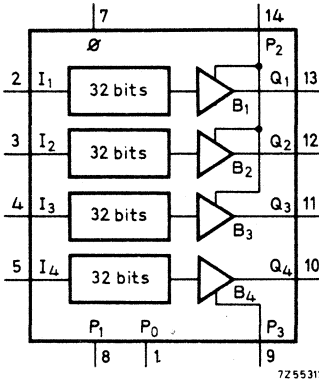 7 14
Ø P2
2 I1 32 bits B1 Q1 13
3 I2 32 bits B2 Q2 12
4 I3 32 bits B3 Q3 11
5 I4 32 bits B4 Q4 10
P1 P0 P3
8 1 9
7Z5531